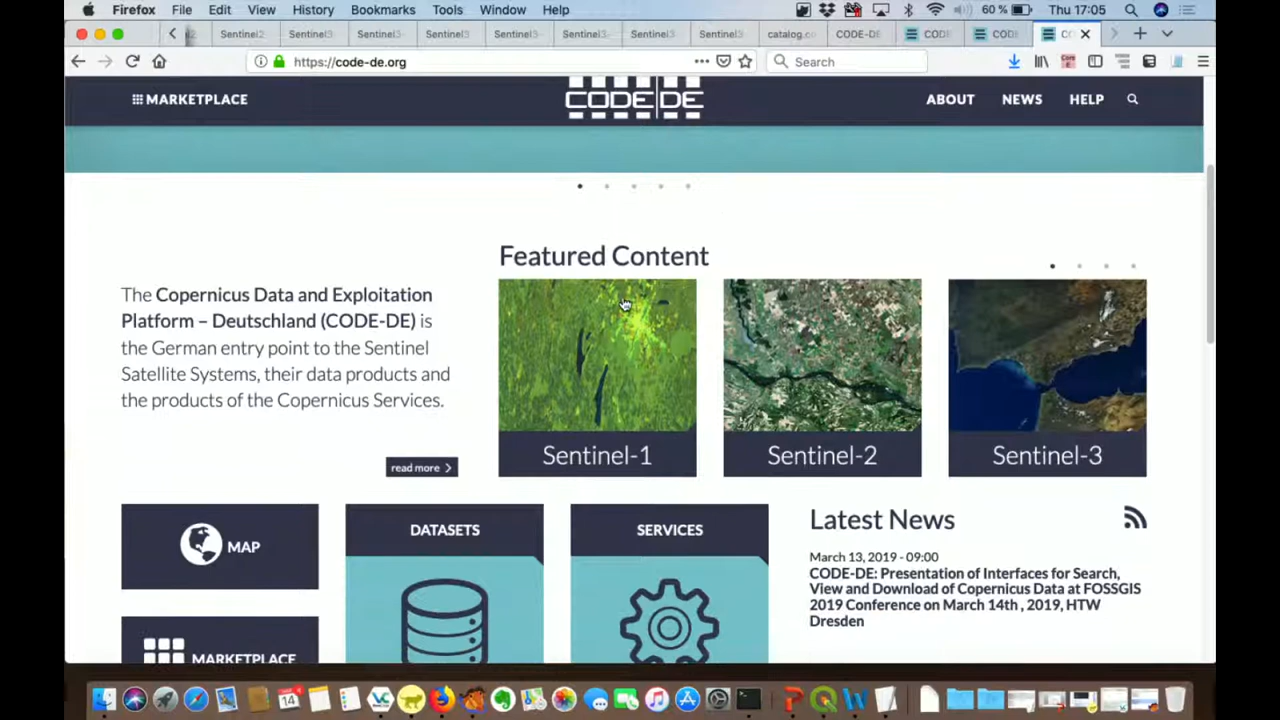 Firefox File Edit View History Bookmarks Tools Window Help 60 % Thu 17:05
Sentinel2 Sentinel3 Sentinel3- Sentinel3 Sentinel3- Sentinel3- Sentinel3- Sentinel3- catalog.co CODE-DE CODE COD CO
https://code-de.org Search
MARKETPLACE CODE|DE ABOUT NEWS HELP
Featured Content
The Copernicus Data and Exploitation
Platform – Deutschland (CODE-DE) is
the German entry point to the Sentinel
Satellite Systems, their data products and
the products of the Copernicus Services.
read more
Sentinel-1 Sentinel-2 Sentinel-3
MAP
MARKETPLACE
DATASETS
SERVICES
Latest News
March 13, 2019 - 09:00
CODE-DE: Presentation of Interfaces for Search,
View and Download of Copernicus Data at FOSSGIS
2019 Conference on March 14th , 2019, HTW
Dresden